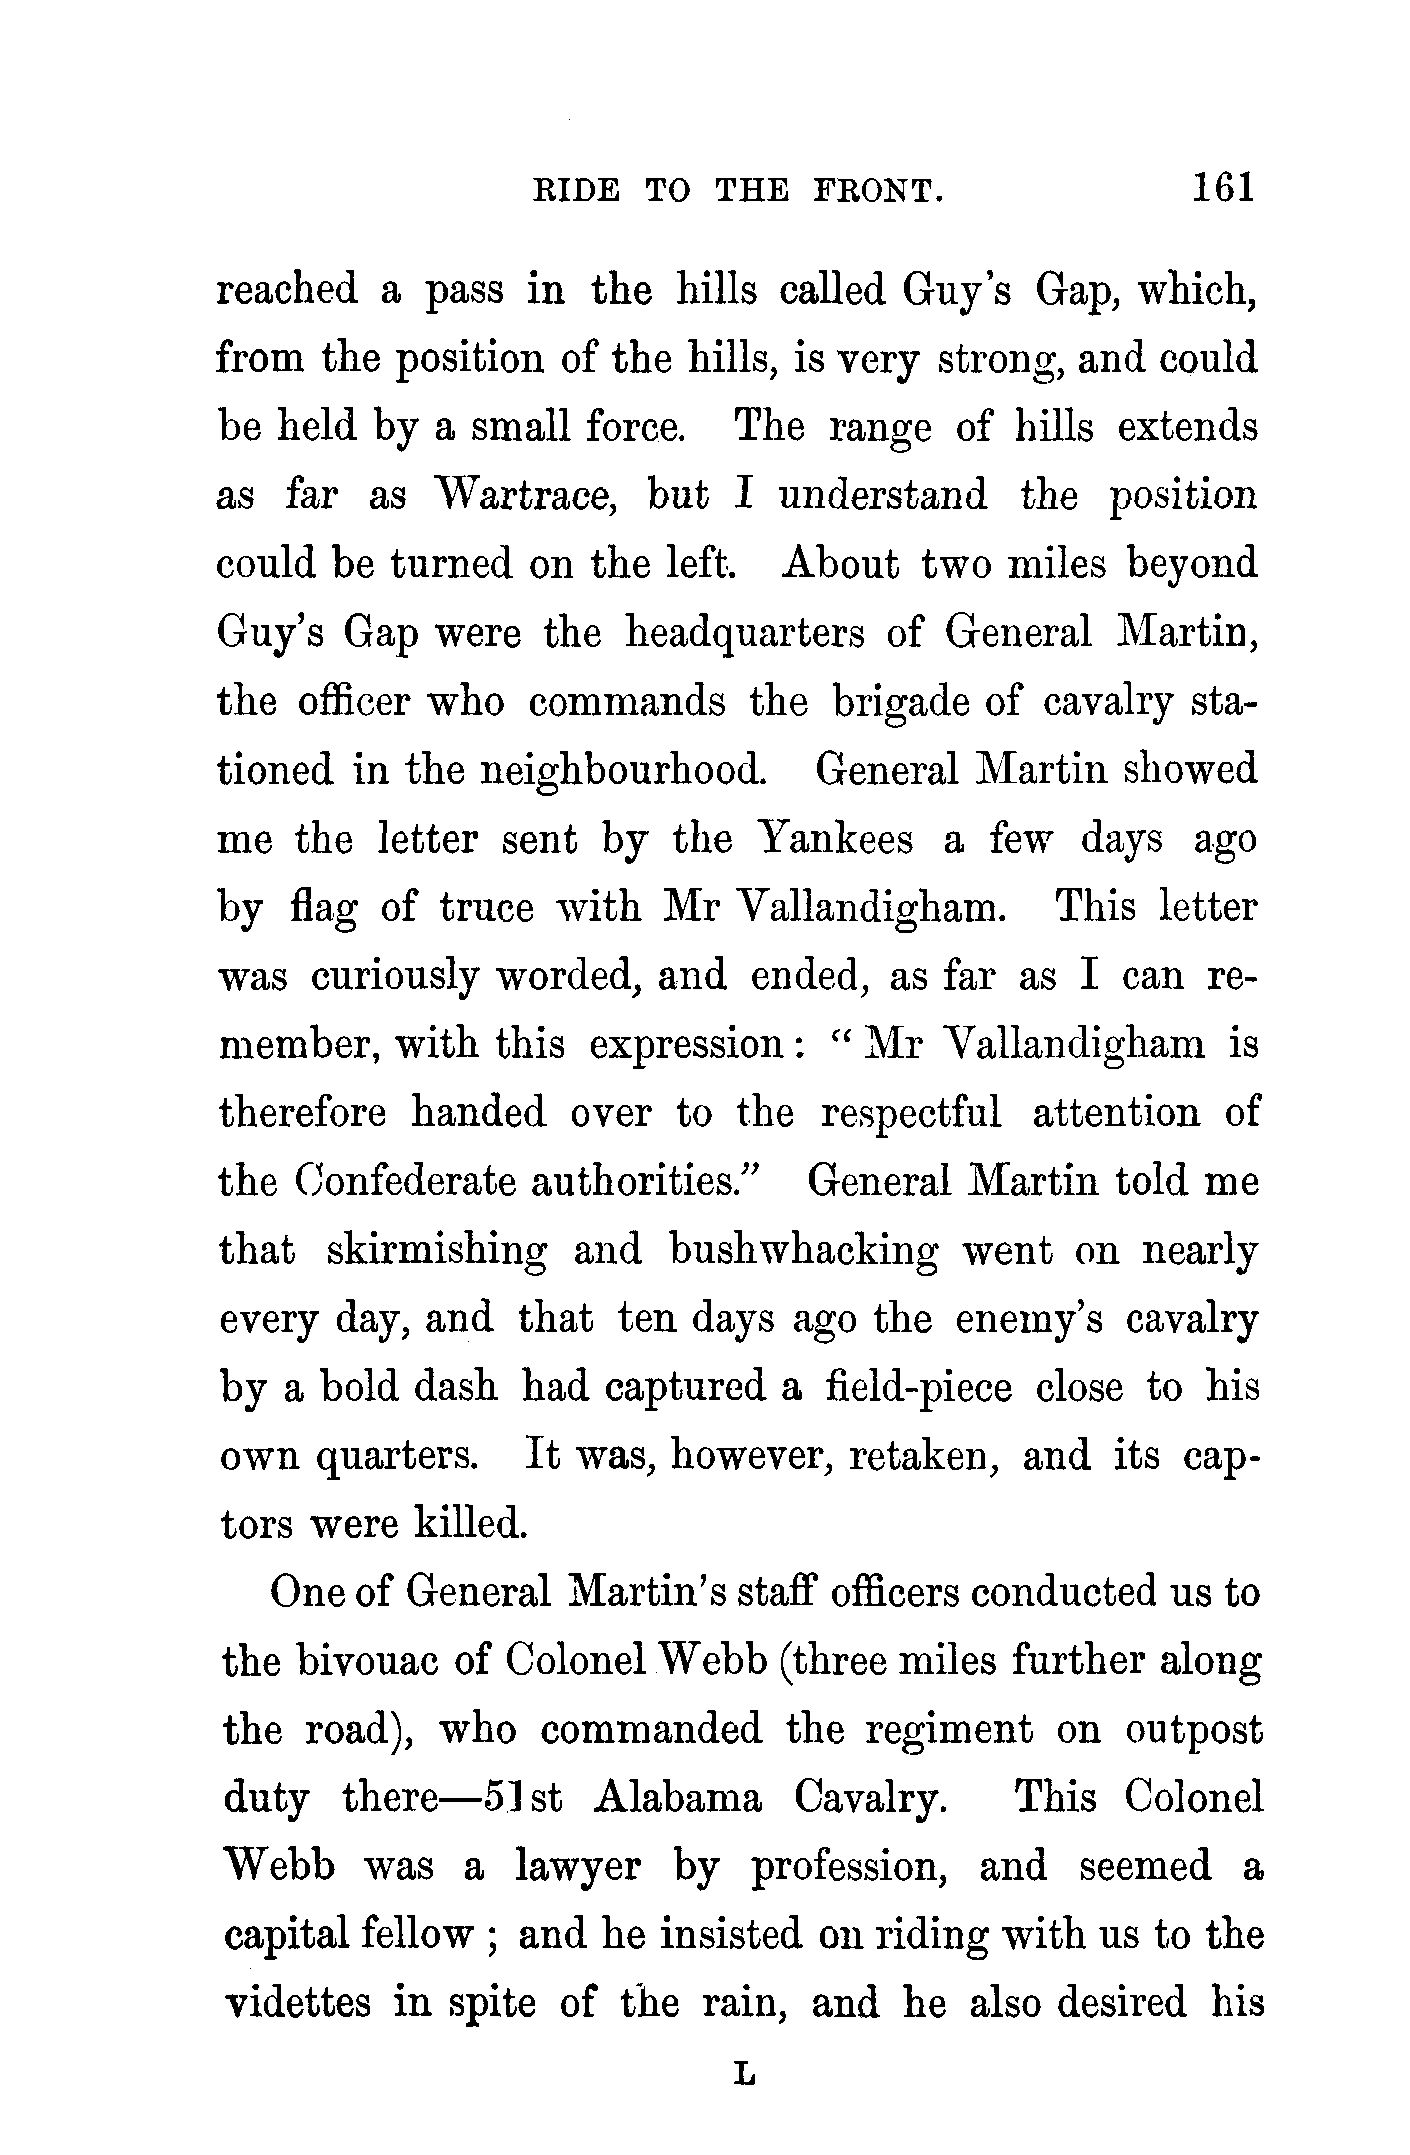 RIDE TO THE FRONT. 161
reached a pass in the hills called Guy's Gap, which,
from the position of the hills, is very strong, and could
be held by a small force. The range of hills extends
as far as Wartrace, but I understand the position
could be turned on the left. About two miles beyond
Guy's Gap were the headquarters of General Martin,
the officer who commands the brigade of cavalry sta-
tioned in the neighbourhood. General Martin showed
me the letter sent by the Yankees a few days ago
by flag of truce with Mr Vallandigham. This letter
was curiously worded, and ended, as far as I can re-
member, with this expression: “Mr Vallandigham is
therefore handed over to the respectful attention of
the Confederate authorities.” General Martin told me
that skirmishing and bushwhacking went on nearly
every day, and that ten days ago the enemy's cavalry
by a bold dash had captured a field-piece close to his
own quarters. It was, however, retaken, and its cap-
tors were killed.
One of General Martin's staff officers conducted us to
the bivouac of Colonel Webb (three miles further along
the road), who commanded the regiment on outpost
duty there—51st Alabama Cavalry. This Colonel
Webb was a lawyer by profession, and seemed a
capital fellow; and he insisted on riding with us to the
videttes in spite of the rain, and he also desired his
L